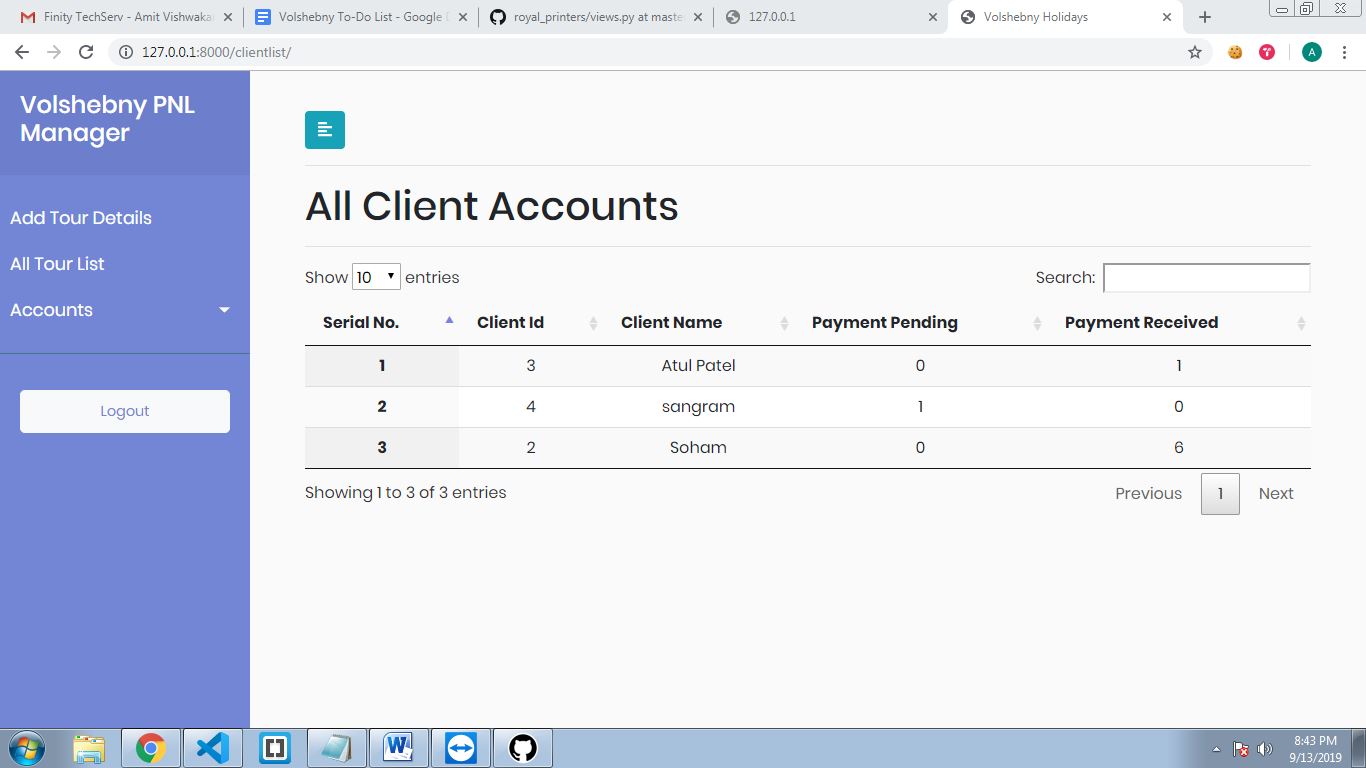 Finity TechServ - Amit Vishwaka
Volshebny To-Do List - Google D
royal_printers/views.py at maste
127.0.0.1
Volshebny Holidays
127.0.0.1:8000/clientlist/
A
Volshebny PNL
Manager
Add Tour Details
All Tour List
Accounts
Logout
All Client Accounts
Show 10 entries
Search:
Serial No. Client Id Client Name Payment Pending Payment Received
1 3 Atul Patel 0 1
2 4 sangram 1 0
3 2 Soham 0 6
Showing 1 to 3 of 3 entries
Previous 1 Next
8:43 PM
9/13/2019